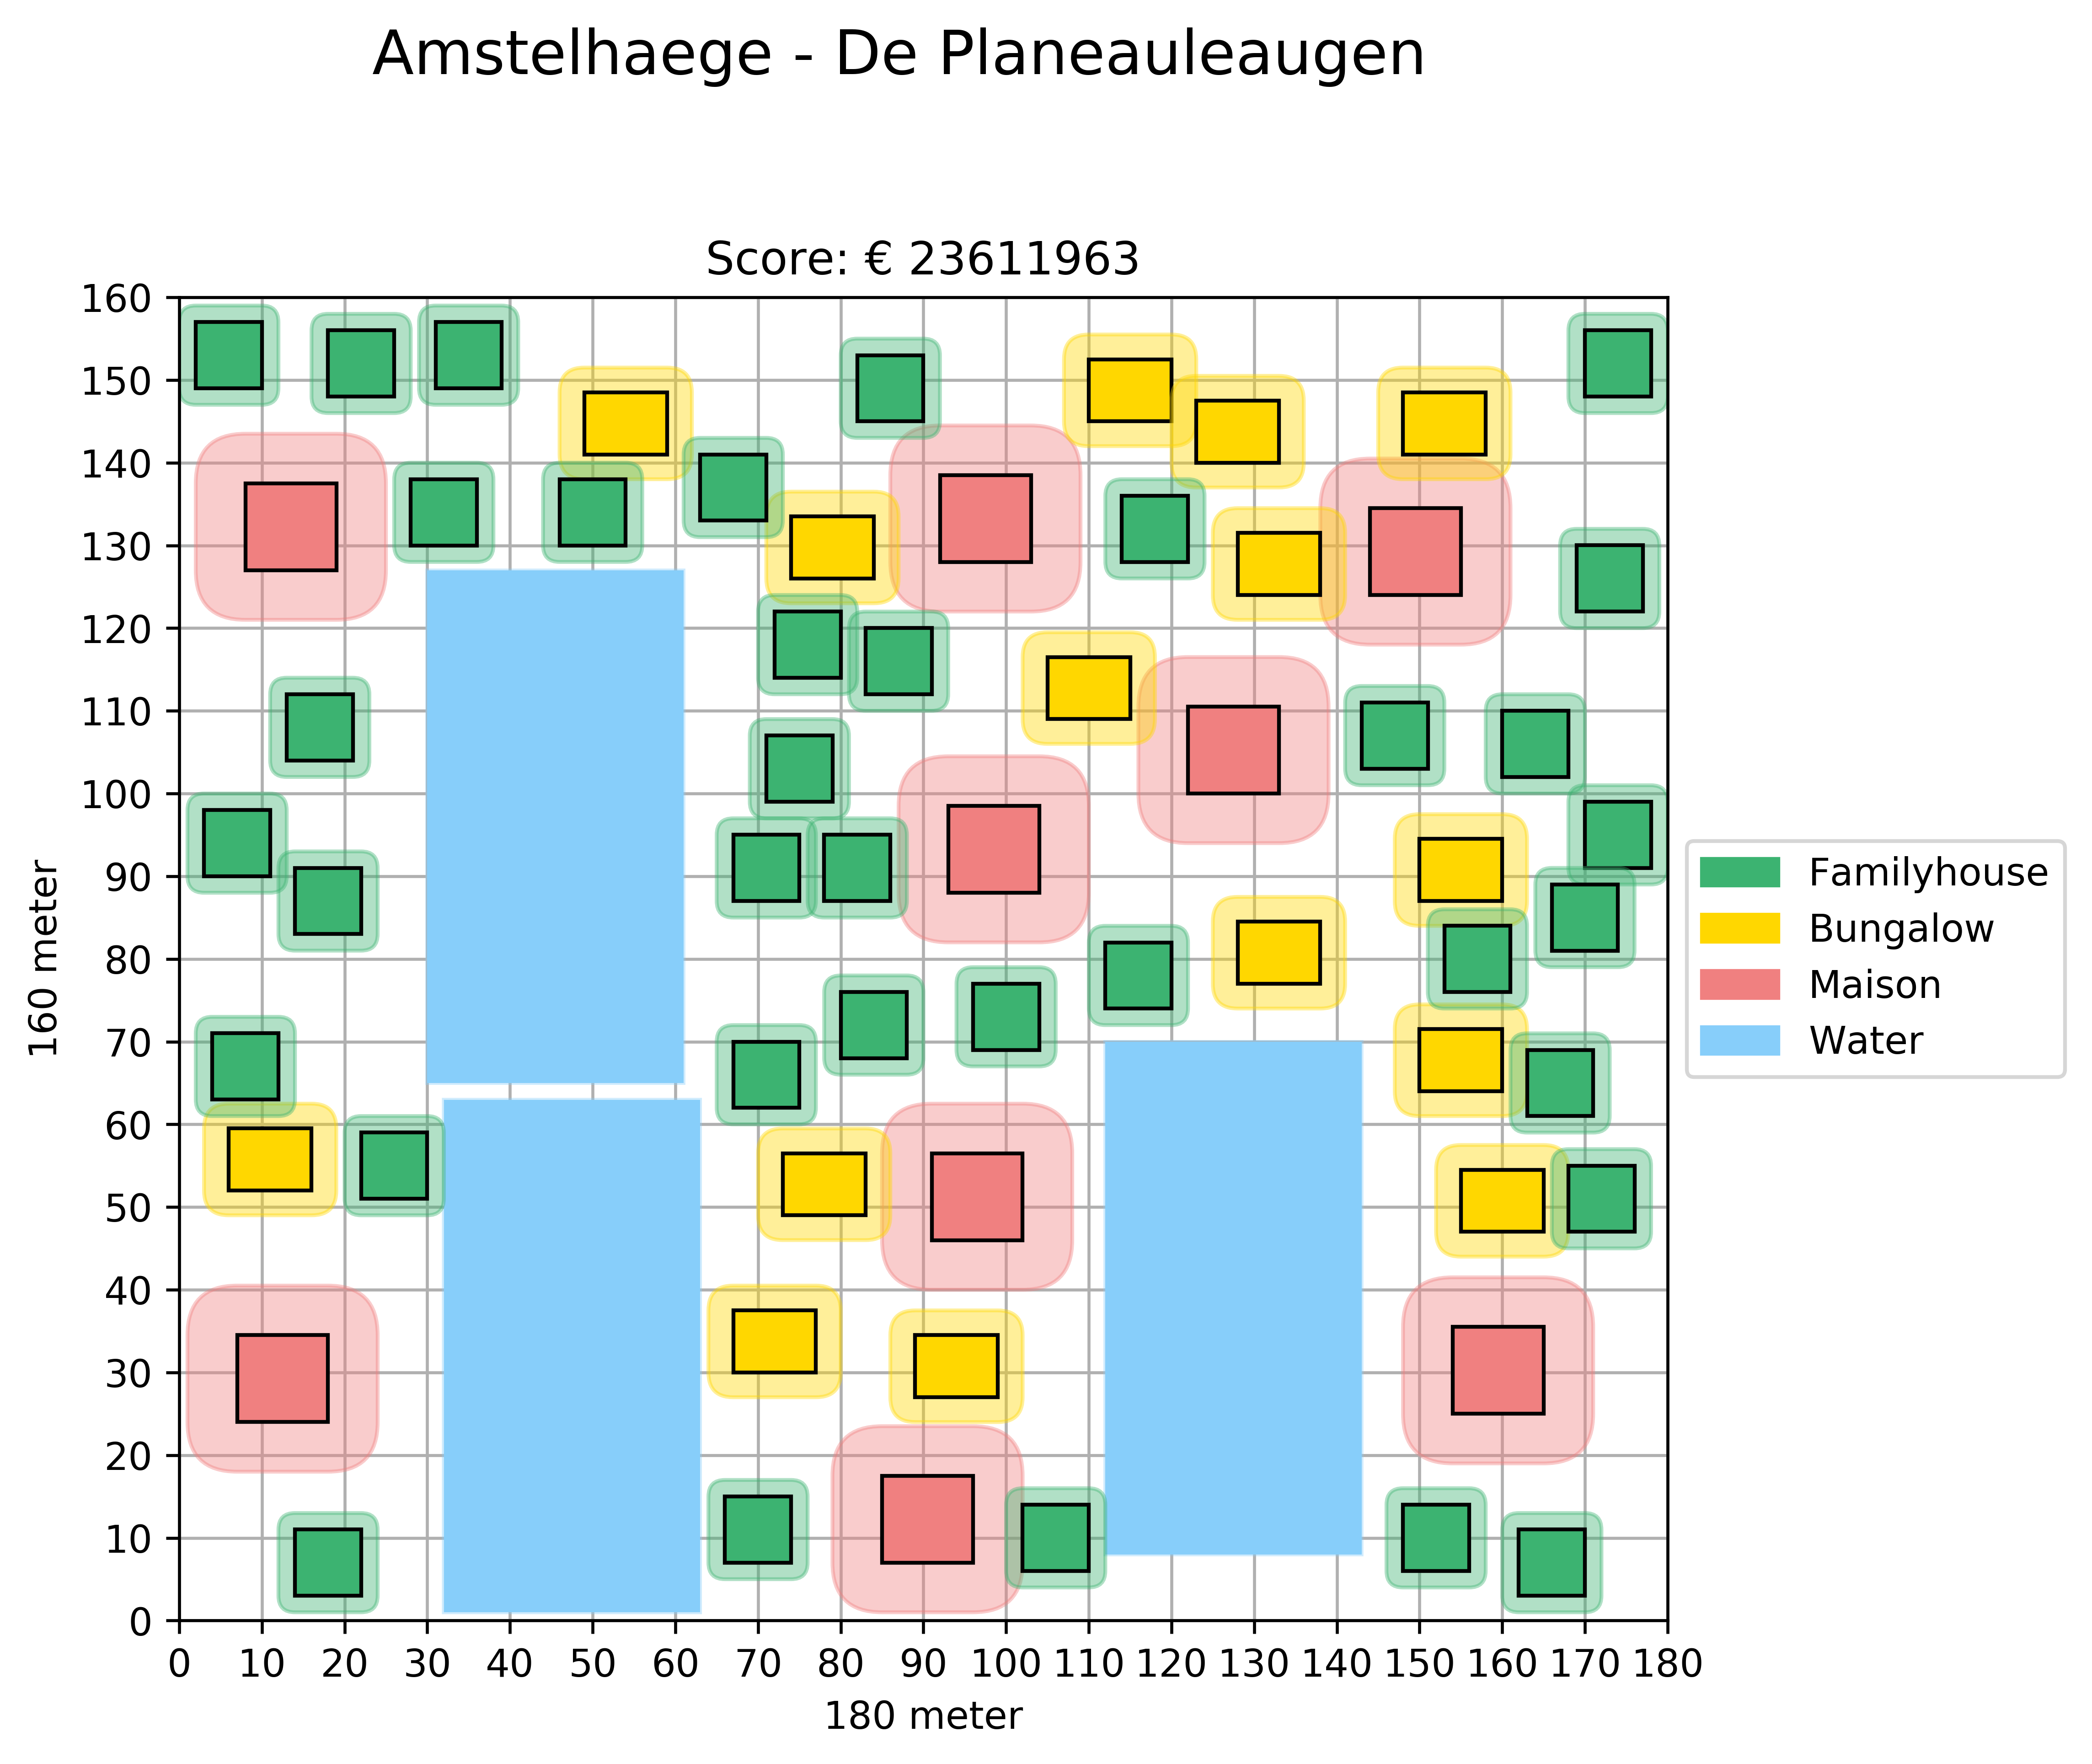 Amstelhaege - De Planeauleaugen
Score: € 23611963
160
150
140
130
120
110
100
90
80
70
60
50
40
30
20
10
0
160 meter
0 10 20 30 40 50 60 70 80 90 100 110 120 130 140 150 160 170 180
180 meter
Familyhouse
Bungalow
Maison
Water